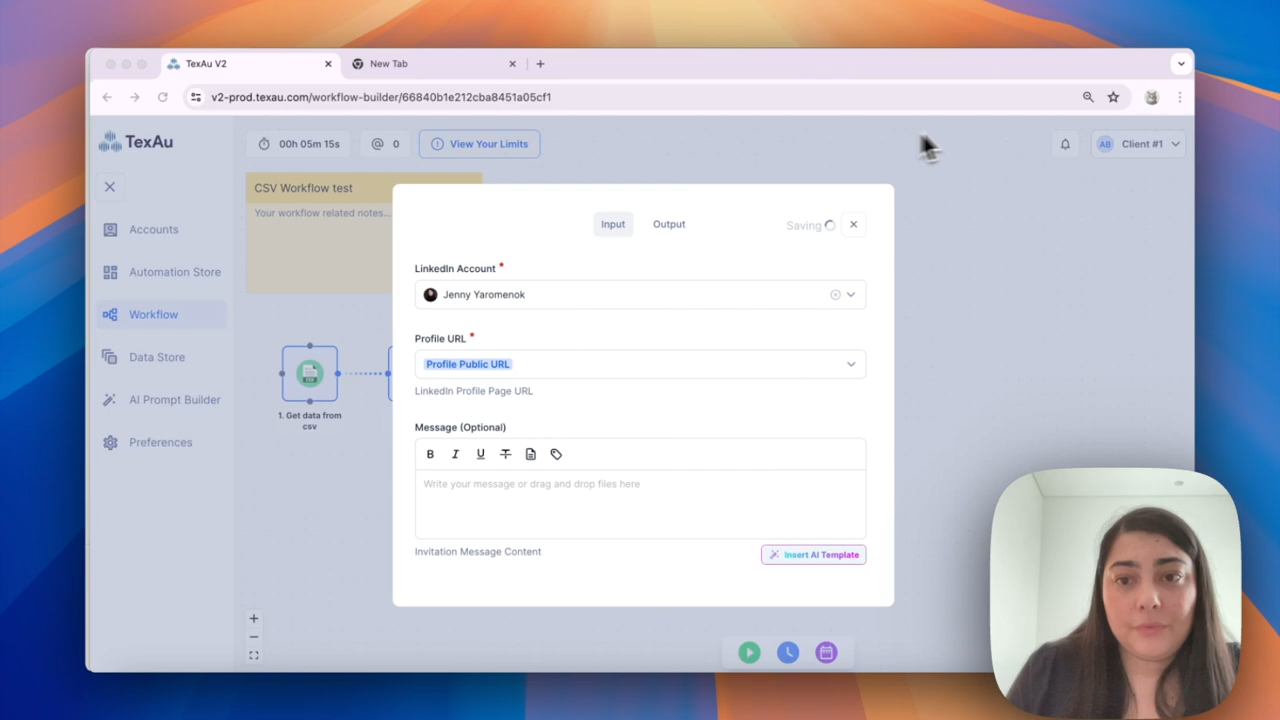 TexAu V2
New Tab
v2-prod.texau.com/workflow-builder/66840b1e212cba8451a05cf1
TexAu
00h 05m 15s
0
View Your Limits
AB
Client #1
CSV Workflow test
Your workflow related notes...
Accounts
Automation Store
Workflow
Data Store
AI Prompt Builder
Preferences
1. Get data from
csv
Input
Output
Saving
LinkedIn Account *
Jenny Yaromenok
Profile URL *
Profile Public URL
LinkedIn Profile Page URL
Message (Optional)
B I U T
Write your message or drag and drop files here
Invitation Message Content
Insert AI Template